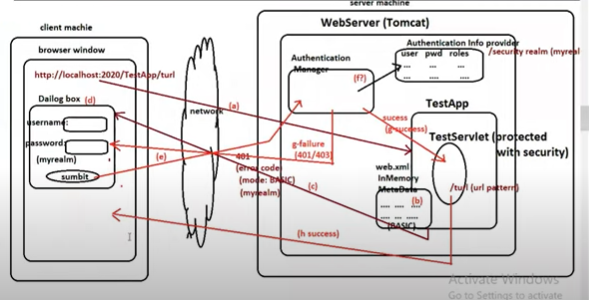 server machine
client machie
WebServer (Tomcat)
browser window
Authentication Info provider
Authentication
Manager
user pwd roles
/security realm (myreal
... ... ...
.... .... ....
(f?)
http://localhost:2020/TestApp/turl
Dailog box (d)
(a)
network
TestApp
sucess
(g success)
username:
TestServlet (protected
with security)
password:
(myrealm)
(e)
g-failure
[401/403]
401
(error code)
(mode: BASIC)
(myrealm)
(c)
web.xml
InMemory
MetaData
sumbit
/turl (url pattern)
.... .... .... (b)
... ... ....
(BASIC)
(h success)
Activate Windows
Go to Settings to activate